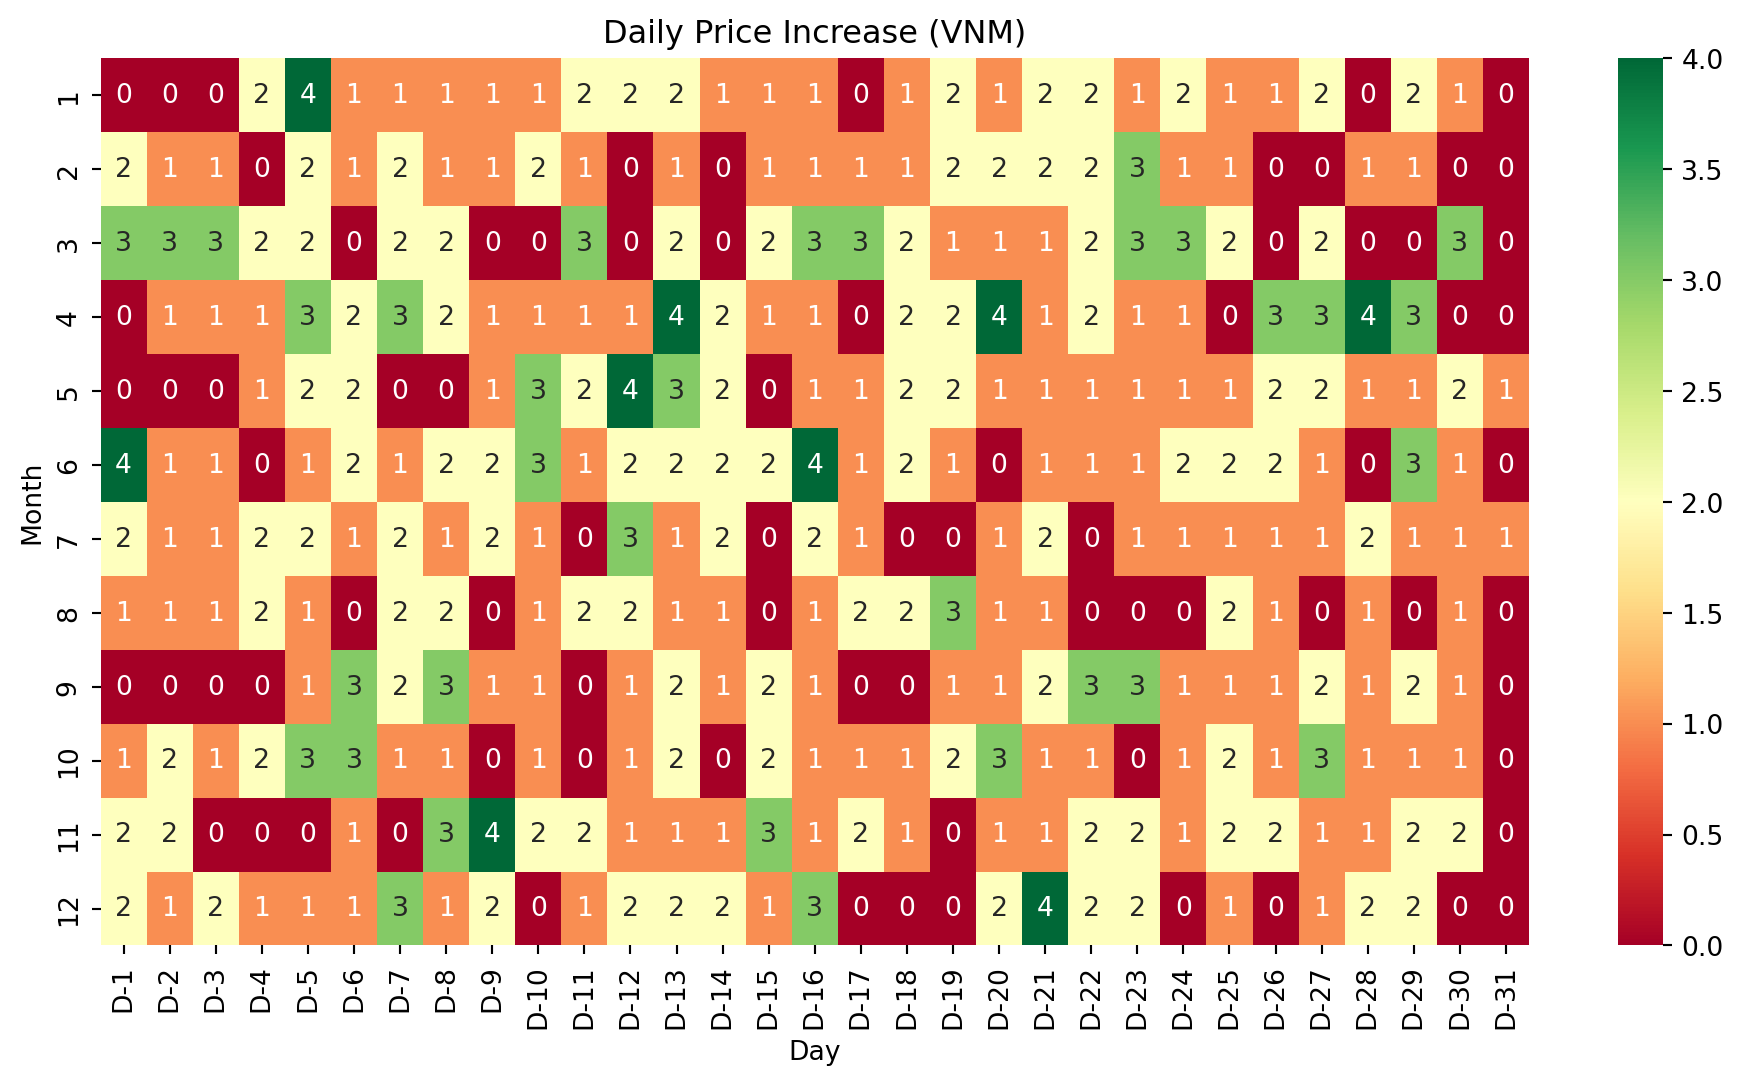 Daily Price Increase (VNM)
1 0 0 0 2 4 1 1 1 1 1 2 2 2 1 1 1 0 1 2 1 2 2 1 2 1 1 2 0 2 1 0
2 2 1 1 0 2 1 2 1 1 2 1 0 1 0 1 1 1 1 2 2 2 2 3 1 1 0 0 1 1 0 0
3 3 3 3 2 2 0 2 2 0 0 3 0 2 0 2 3 3 2 1 1 1 2 3 3 2 0 2 0 0 3 0
4 0 1 1 1 3 2 3 2 1 1 1 1 4 2 1 1 0 2 2 4 1 2 1 1 0 3 3 4 3 0 0
5 0 0 0 1 2 2 0 0 1 3 2 4 3 2 0 1 1 2 2 1 1 1 1 1 1 2 2 1 1 2 1
6 4 1 1 0 1 2 1 2 2 3 1 2 2 2 2 4 1 2 1 0 1 1 1 2 2 2 1 0 3 1 0
7 2 1 1 2 2 1 2 1 2 1 0 3 1 2 0 2 1 0 0 1 2 0 1 1 1 1 1 2 1 1 1
8 1 1 1 2 1 0 2 2 0 1 2 2 1 1 0 1 2 2 3 1 1 0 0 0 2 1 0 1 0 1 0
9 0 0 0 0 1 3 2 3 1 1 0 1 2 1 2 1 0 0 1 1 2 3 3 1 1 1 2 1 2 1 0
10 1 2 1 2 3 3 1 1 0 1 0 1 2 0 2 1 1 1 2 3 1 1 0 1 2 1 3 1 1 1 0
11 2 2 0 0 0 1 0 3 4 2 2 1 1 1 3 1 2 1 0 1 1 2 2 1 2 2 1 1 2 2 0
12 2 1 2 1 1 1 3 1 2 0 1 2 2 2 1 3 0 0 0 2 4 2 2 0 1 0 1 2 2 0 0
Month
D-1 D-2 D-3 D-4 D-5 D-6 D-7 D-8 D-9 D-10 D-11 D-12 D-13 D-14 D-15 D-16 D-17 D-18 D-19 D-20 D-21 D-22 D-23 D-24 D-25 D-26 D-27 D-28 D-29 D-30 D-31
Day
4.0
3.5
3.0
2.5
2.0
1.5
1.0
0.5
0.0